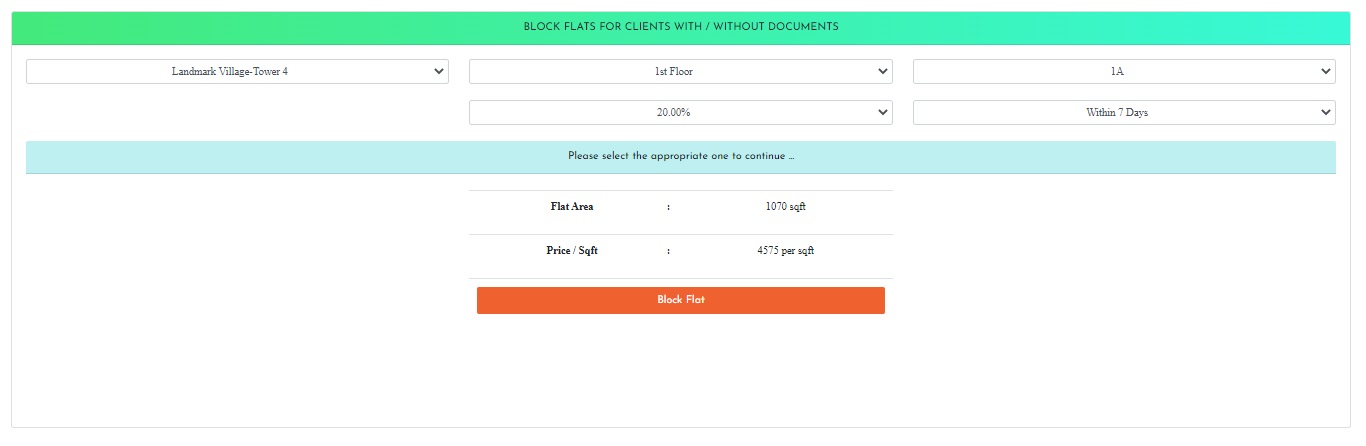 BLOCK FLATS FOR CLIENTS WITH / WITHOUT DOCUMENTS
Landmark Village-Tower 4 1st Floor 1A
20.00% Within 7 Days
Please select the appropriate one to continue ...
Flat Area : 1070 sqft
Price / Sqft : 4575 per sqft
Block Flat